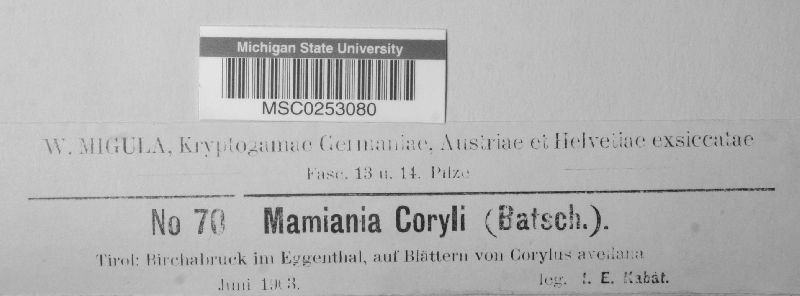 Michigan State University
MSC0253080
W. MIGULA, Kryptogamae Germaniae, Austriae et Helvetiae exsiccatae
Fasc. 13 u. 14. Pilze
No 70 Mamiania Coryli (Batsch.).
Tirol: Birchabruck im Eggenthal, auf Blättern von Corylus avellana
Juni 1903. leg. I. E. Kabát.